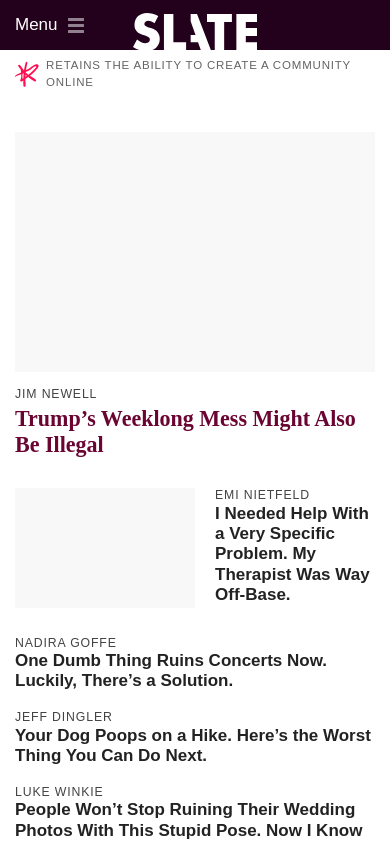 Menu
SLATE
RETAINS THE ABILITY TO CREATE A COMMUNITY
ONLINE
JIM NEWELL
Trump’s Weeklong Mess Might Also
Be Illegal
EMI NIETFELD
I Needed Help With
a Very Specific
Problem. My
Therapist Was Way
Off-Base.
NADIRA GOFFE
One Dumb Thing Ruins Concerts Now.
Luckily, There’s a Solution.
JEFF DINGLER
Your Dog Poops on a Hike. Here’s the Worst
Thing You Can Do Next.
LUKE WINKIE
People Won’t Stop Ruining Their Wedding
Photos With This Stupid Pose. Now I Know